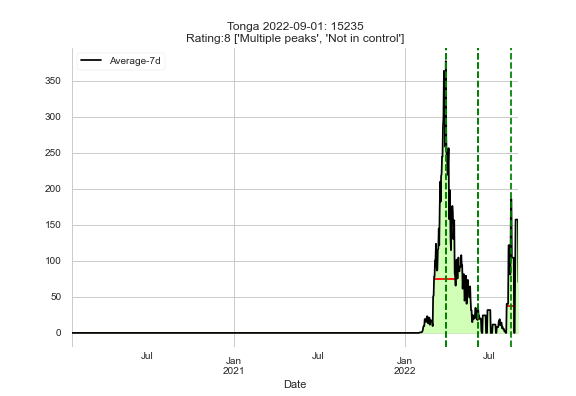 Tonga 2022-09-01: 15235
Rating:8 ['Multiple peaks', 'Not in control']
Average-7d
350
300
250
200
150
100
50
0
Jul
Jan
2021
Jul
Jan
2022
Jul
Date